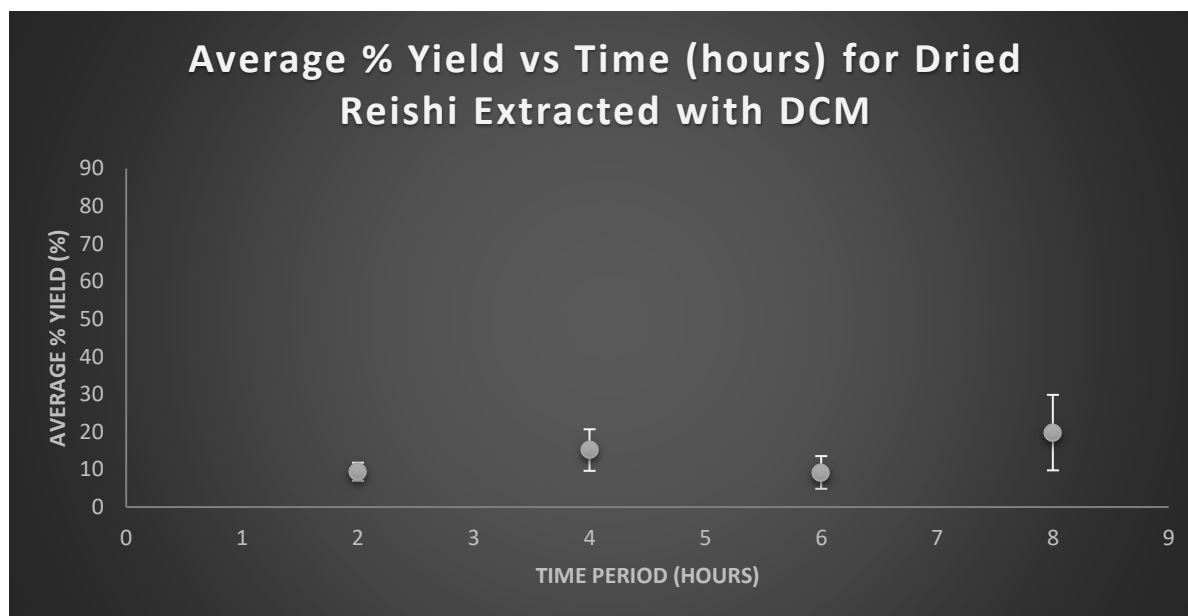 Average % Yield vs Time (hours) for Dried
Reishi Extracted with DCM
90
80
70
60
50
40
30
20
10
0
AVERAGE % YIELD (%)
0 1 2 3 4 5 6 7 8 9
TIME PERIOD (HOURS)